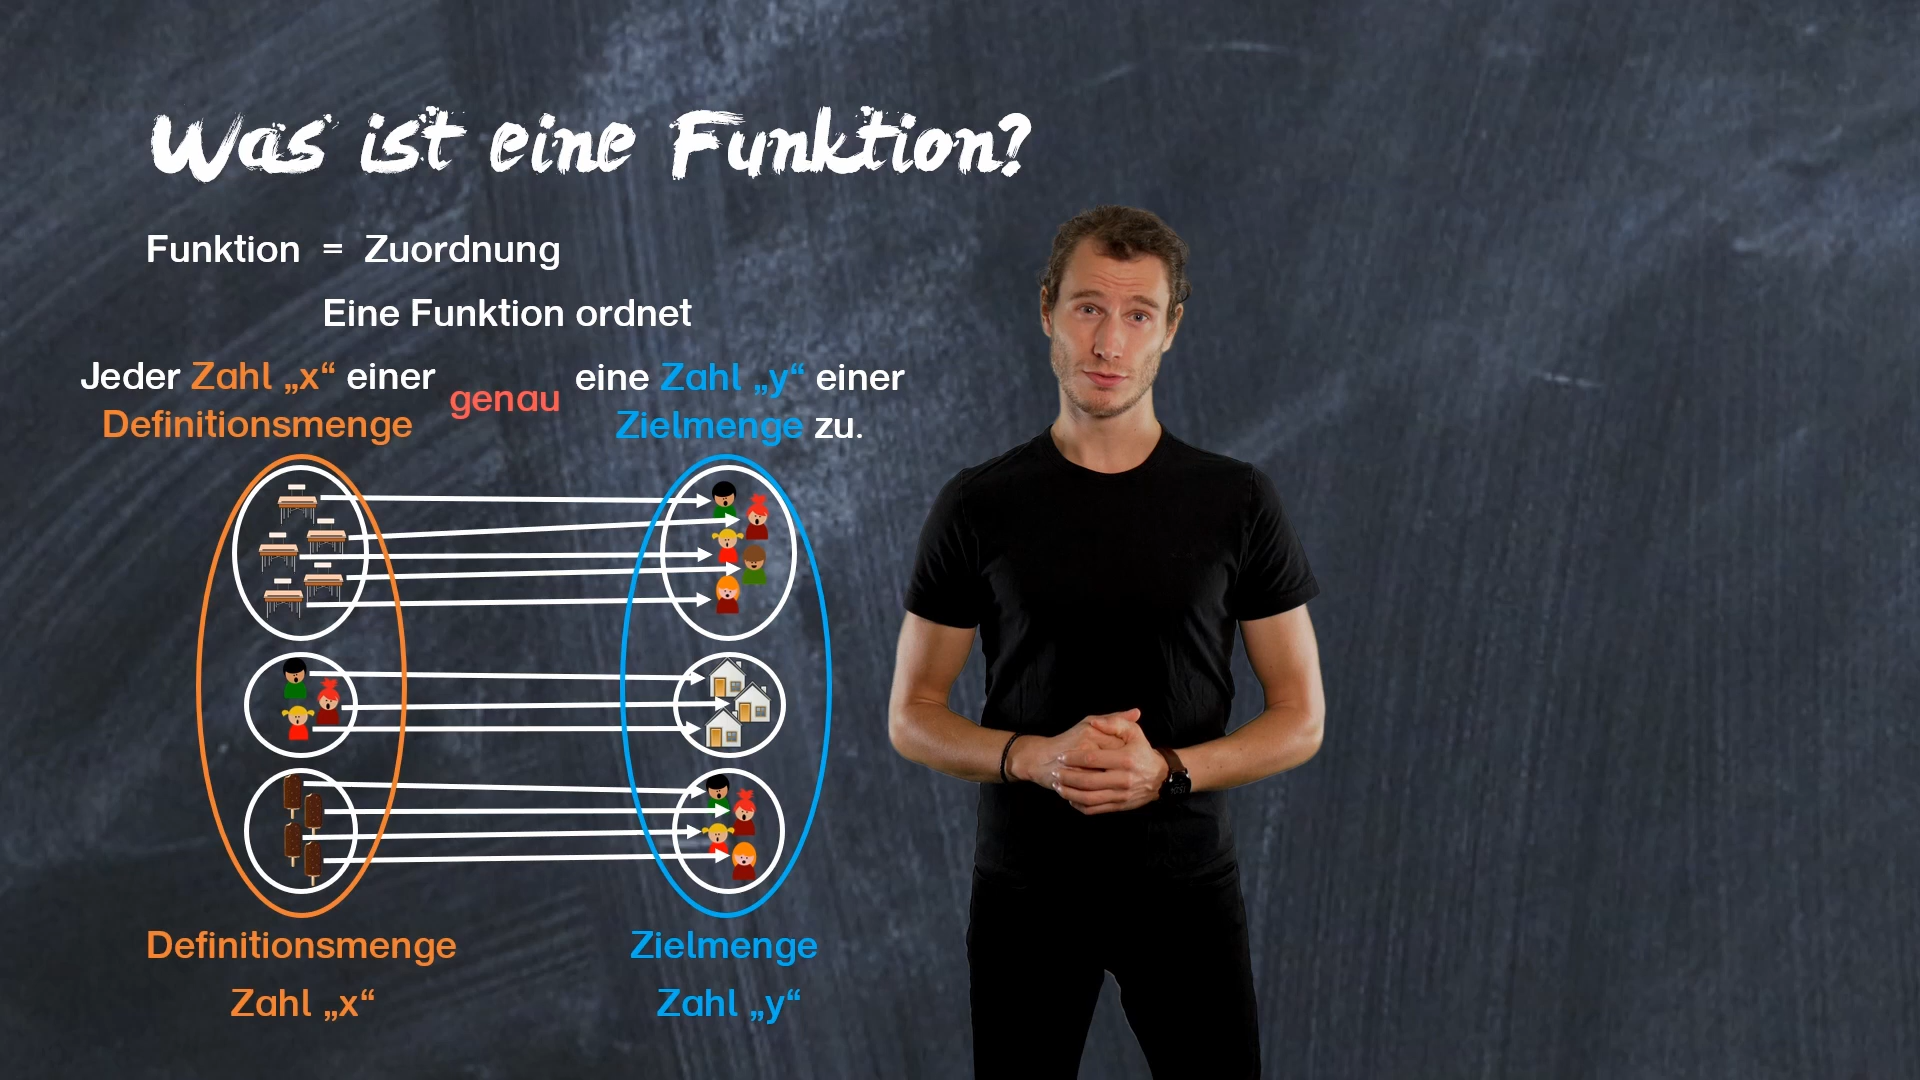 Was ist eine Funktion?
Funktion = Zuordnung
Eine Funktion ordnet
Jeder Zahl „x“ einer
Definitionsmenge
genau
eine Zahl „y“ einer
Zielmenge zu.
Definitionsmenge
Zahl „x“
Zielmenge
Zahl „y“